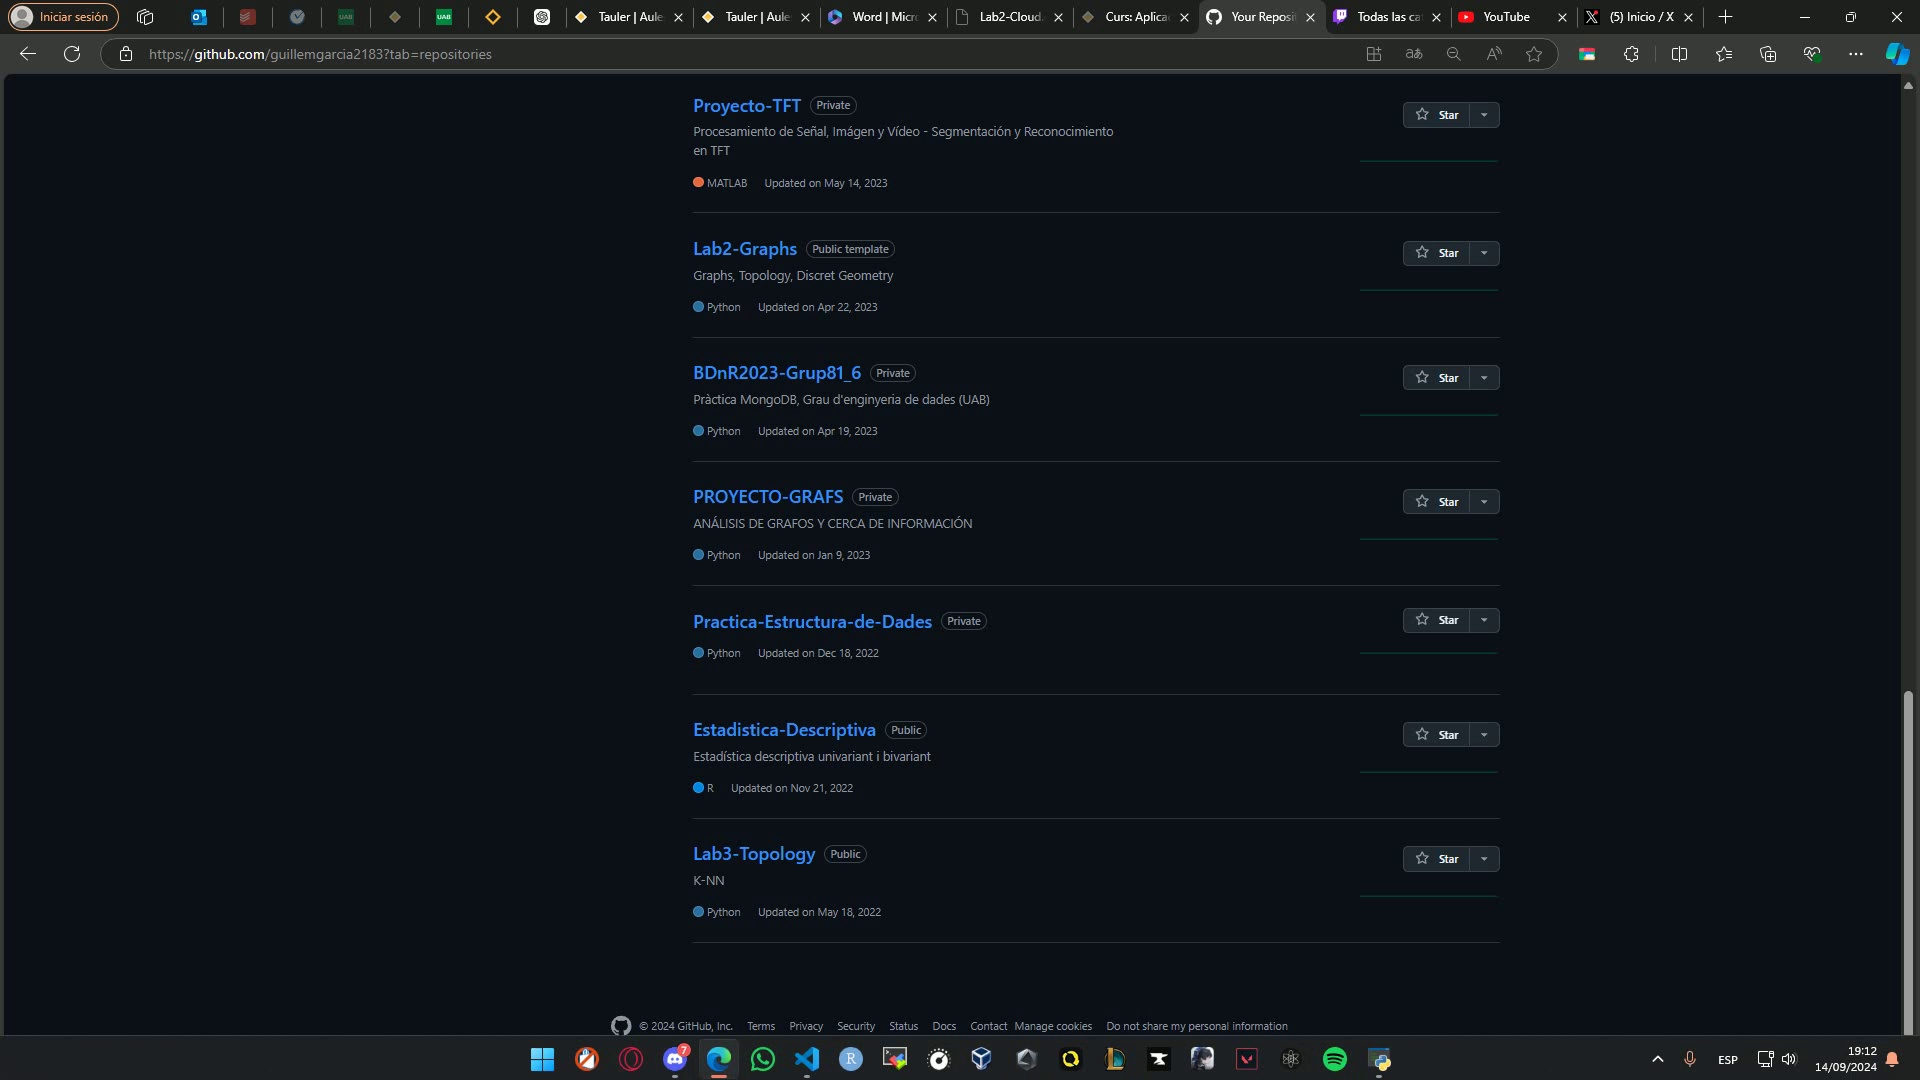 Iniciar sesión
UAB
UAB
Tauler | Aule
Tauler | Aule
Word | Micr
Lab2-Cloud.
Curs: Aplica
Your Reposit
Todas las ca
YouTube
(5) Inicio / X
https://github.com/guillemgarcia2183?tab=repositories
Proyecto-TFT Private
Star
Procesamiento de Señal, Imágen y Vídeo - Segmentación y Reconocimiento
en TFT
MATLAB Updated on May 14, 2023
Lab2-Graphs Public template
Star
Graphs, Topology, Discret Geometry
Python Updated on Apr 22, 2023
BDnR2023-Grup81_6 Private
Star
Pràctica MongoDB, Grau d'enginyeria de dades (UAB)
Python Updated on Apr 19, 2023
PROYECTO-GRAFS Private
Star
ANÁLISIS DE GRAFOS Y CERCA DE INFORMACIÓN
Python Updated on Jan 9, 2023
Practica-Estructura-de-Dades Private
Star
Python Updated on Dec 18, 2022
Estadistica-Descriptiva Public
Star
Estadística descriptiva univariant i bivariant
R Updated on Nov 21, 2022
Lab3-Topology Public
Star
K-NN
Python Updated on May 18, 2022
© 2024 GitHub, Inc. Terms Privacy Security Status Docs Contact Manage cookies Do not share my personal information
7
ESP
19:12
14/09/2024